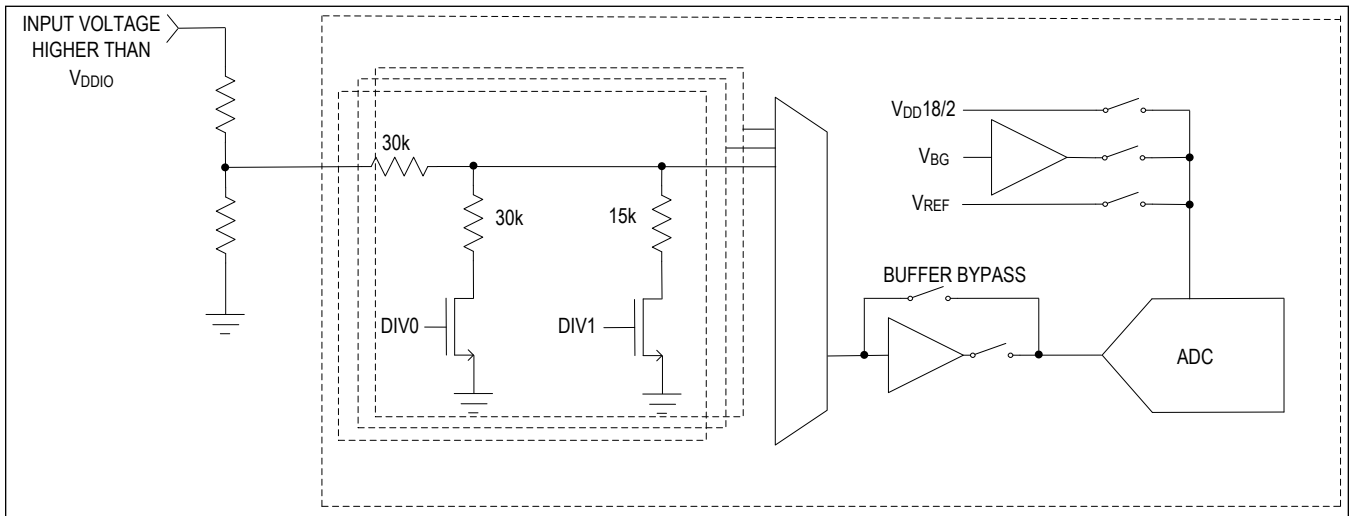 INPUT VOLTAGE
HIGHER THAN
VDDIO
30k
30k
15k
DIV0
DIV1
VDD18/2
VBG
VREF
BUFFER BYPASS
ADC